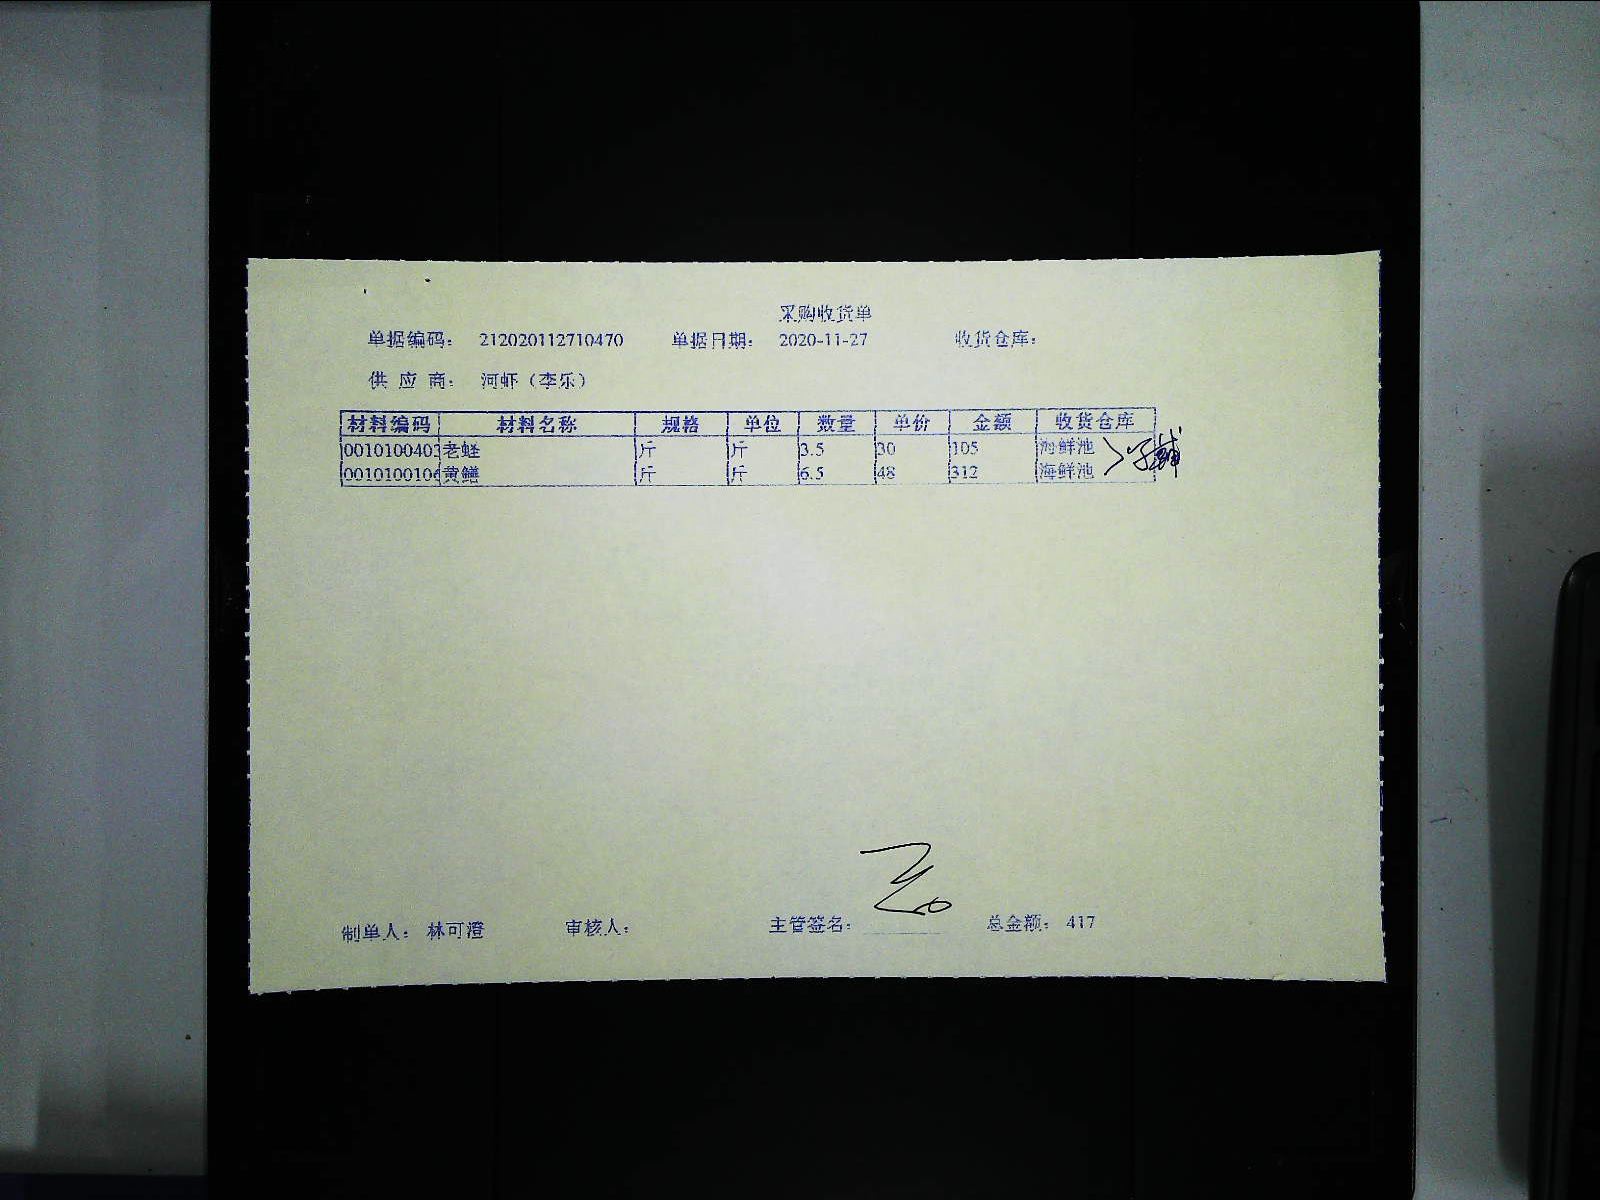 采购收货单
单据编码: 212020112710470 单据日期: 2020-11-27 收货仓库:
供应商: 河虾（李乐）
材料编码 材料名称 规格 单位 数量 单价 金额 收货仓库
0010100403 老蛏 斤 斤 3.5 30 105 海鲜池
0010100106 黄鳝 斤 斤 6.5 48 312 海鲜池
制单人: 林可澄 审核人: 主管签名: 总金额: 417